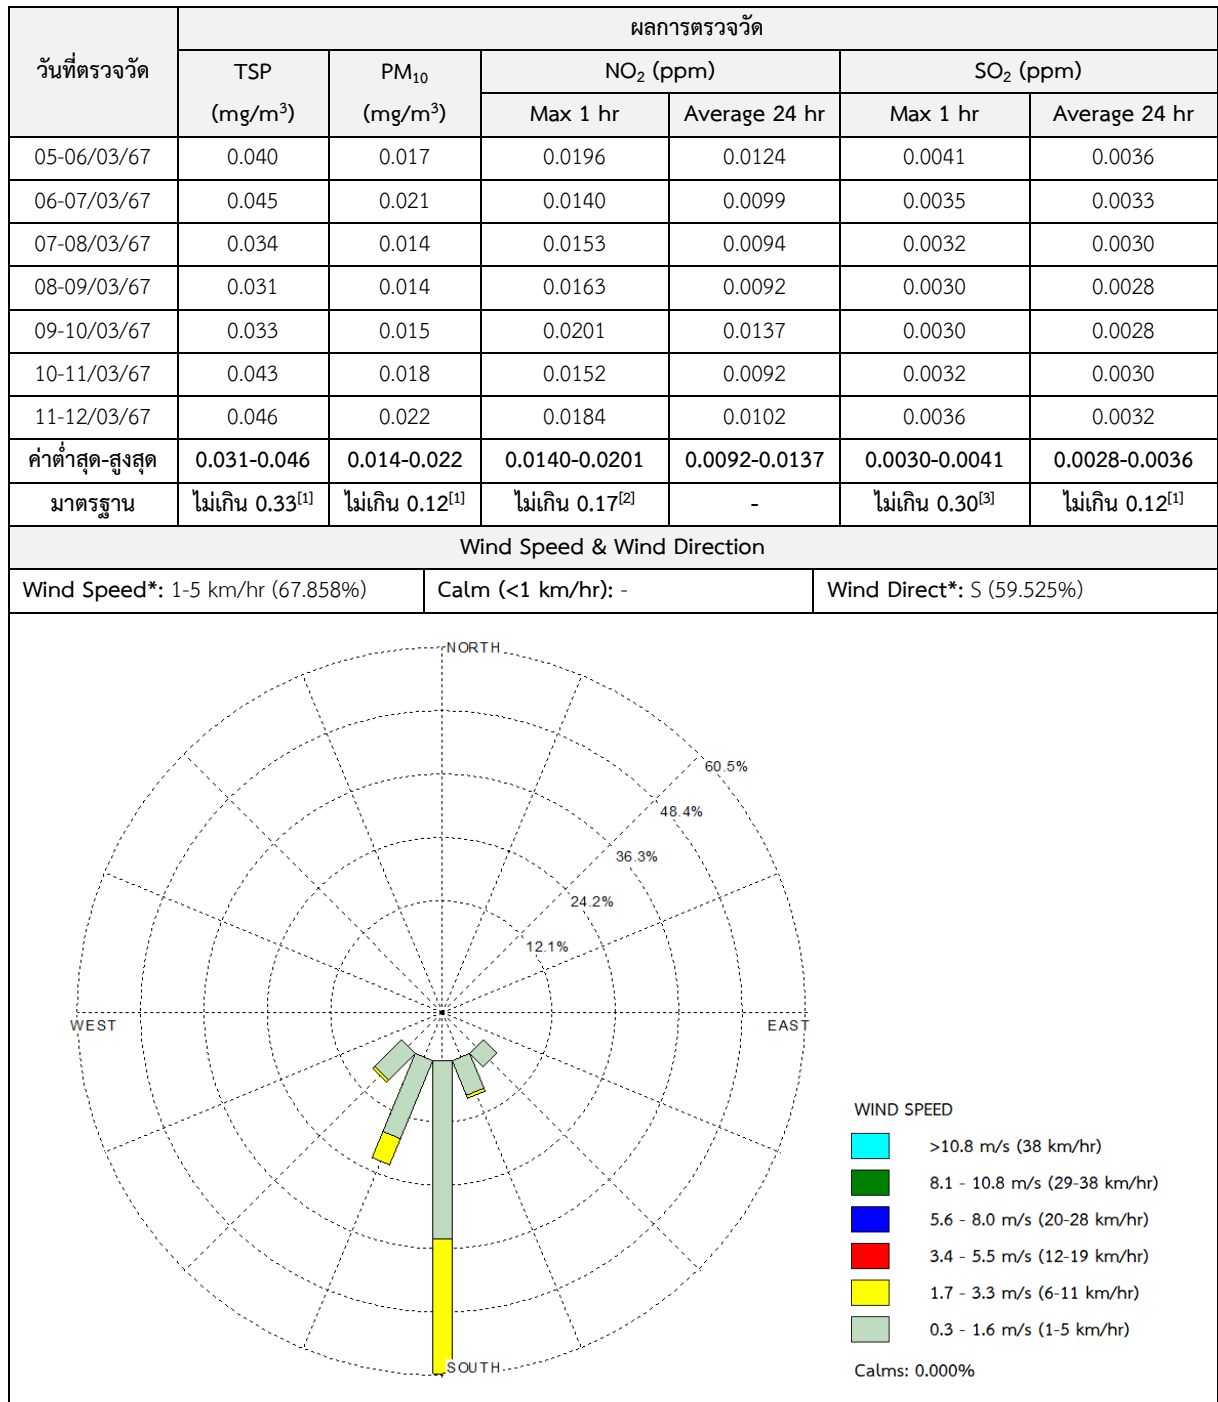 วันที่ตรวจวัด
ผลการตรวจวัด
TSP (mg/m³) PM₁₀ (mg/m³) NO₂ (ppm) SO₂ (ppm)
Max 1 hr Average 24 hr Max 1 hr Average 24 hr
05-06/03/67 0.040 0.017 0.0196 0.0124 0.0041 0.0036
06-07/03/67 0.045 0.021 0.0140 0.0099 0.0035 0.0033
07-08/03/67 0.034 0.014 0.0153 0.0094 0.0032 0.0030
08-09/03/67 0.031 0.014 0.0163 0.0092 0.0030 0.0028
09-10/03/67 0.033 0.015 0.0201 0.0137 0.0030 0.0028
10-11/03/67 0.043 0.018 0.0152 0.0092 0.0032 0.0030
11-12/03/67 0.046 0.022 0.0184 0.0102 0.0036 0.0032
ค่าต่ำสุด-สูงสุด 0.031-0.046 0.014-0.022 0.0140-0.0201 0.0092-0.0137 0.0030-0.0041 0.0028-0.0036
มาตรฐาน ไม่เกิน 0.33[1] ไม่เกิน 0.12[1] ไม่เกิน 0.17[2] - ไม่เกิน 0.30[3] ไม่เกิน 0.12[1]
Wind Speed & Wind Direction
Wind Speed*: 1-5 km/hr (67.858%) Calm (<1 km/hr): - Wind Direct*: S (59.525%)
NORTH
60.5%
48.4%
36.3%
24.2%
12.1%
WEST
EAST
SOUTH
WIND SPEED
>10.8 m/s (38 km/hr)
8.1 - 10.8 m/s (29-38 km/hr)
5.6 - 8.0 m/s (20-28 km/hr)
3.4 - 5.5 m/s (12-19 km/hr)
1.7 - 3.3 m/s (6-11 km/hr)
0.3 - 1.6 m/s (1-5 km/hr)
Calms: 0.000%